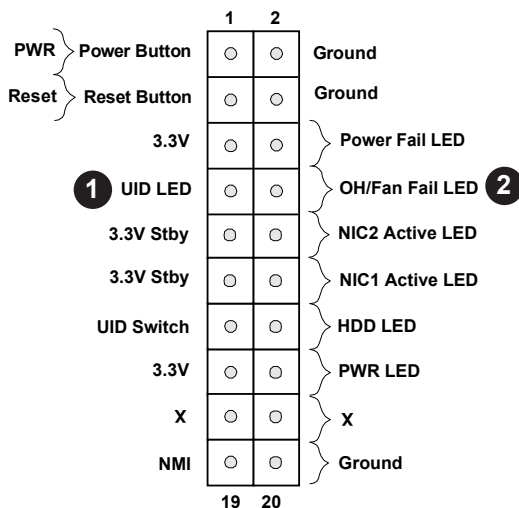 1 2
PWR Power Button Ground
Reset Reset Button Ground
3.3V Power Fail LED
1 UID LED OH/Fan Fail LED 2
3.3V Stby NIC2 Active LED
3.3V Stby NIC1 Active LED
UID Switch HDD LED
3.3V PWR LED
X X
NMI Ground
19 20